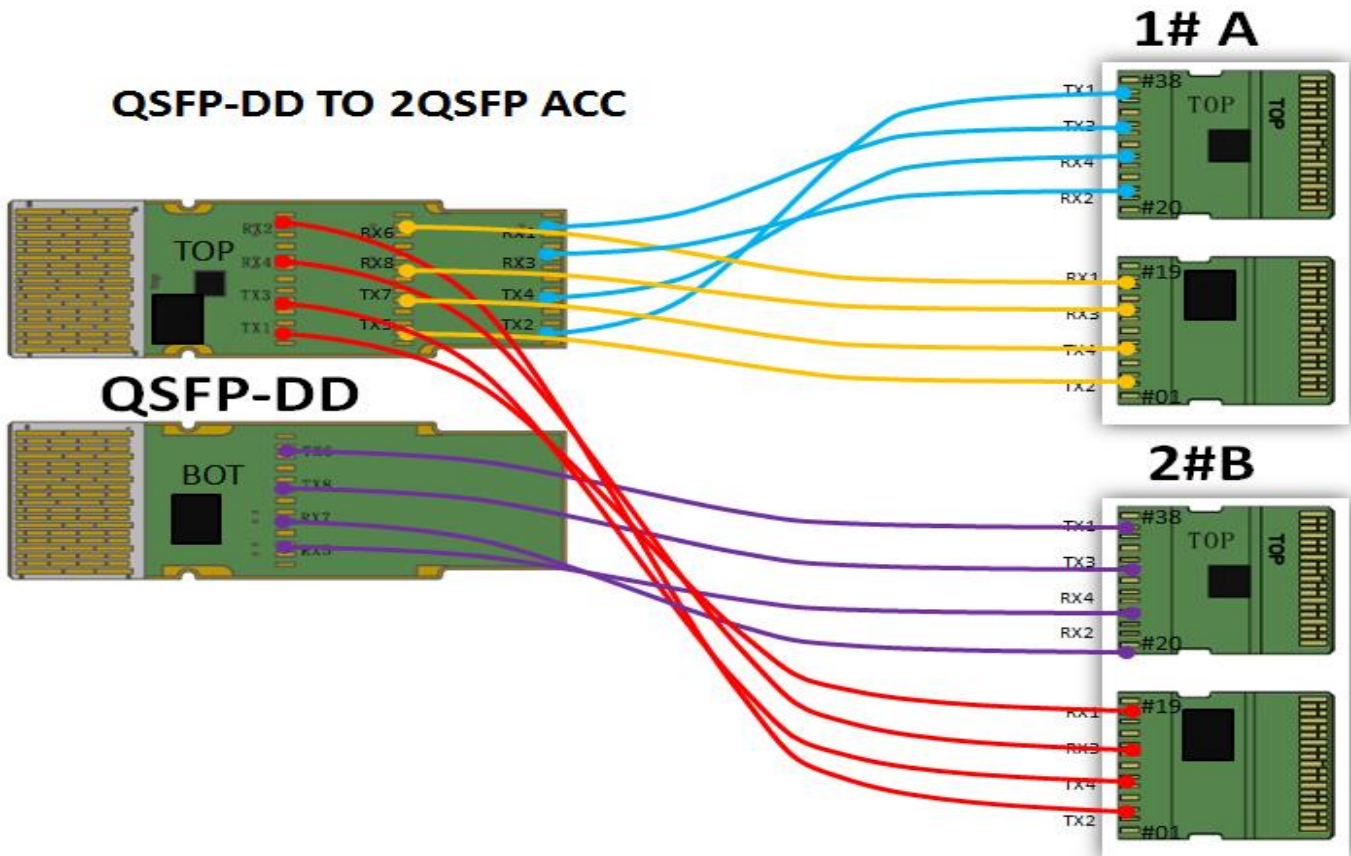 1# A
QSFP-DD TO 2QSFP ACC
TX1
#38
TOP
TOP
TX3
RX4
RX2
#20
RX2
RX6
RX1
TOP
RX4
RX8
RX3
TX3
TX7
TX4
TX1
TX5
TX2
RX1
#19
RX3
TX4
TX2
#01
QSFP-DD
BOT
TX6
TX8
RX7
RX5
2#B
TX1
#38
TOP
TOP
TX3
RX4
RX2
#20
RX1
#19
RX3
TX4
TX2
#01